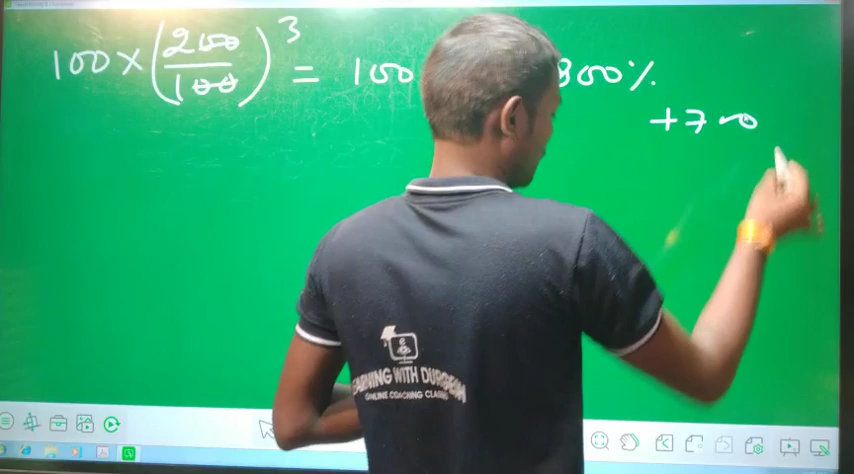 100 × (200/100)³ = 100 800%
+700
LEARNING WITH DURGESH
ONLINE COACHING CLASSES